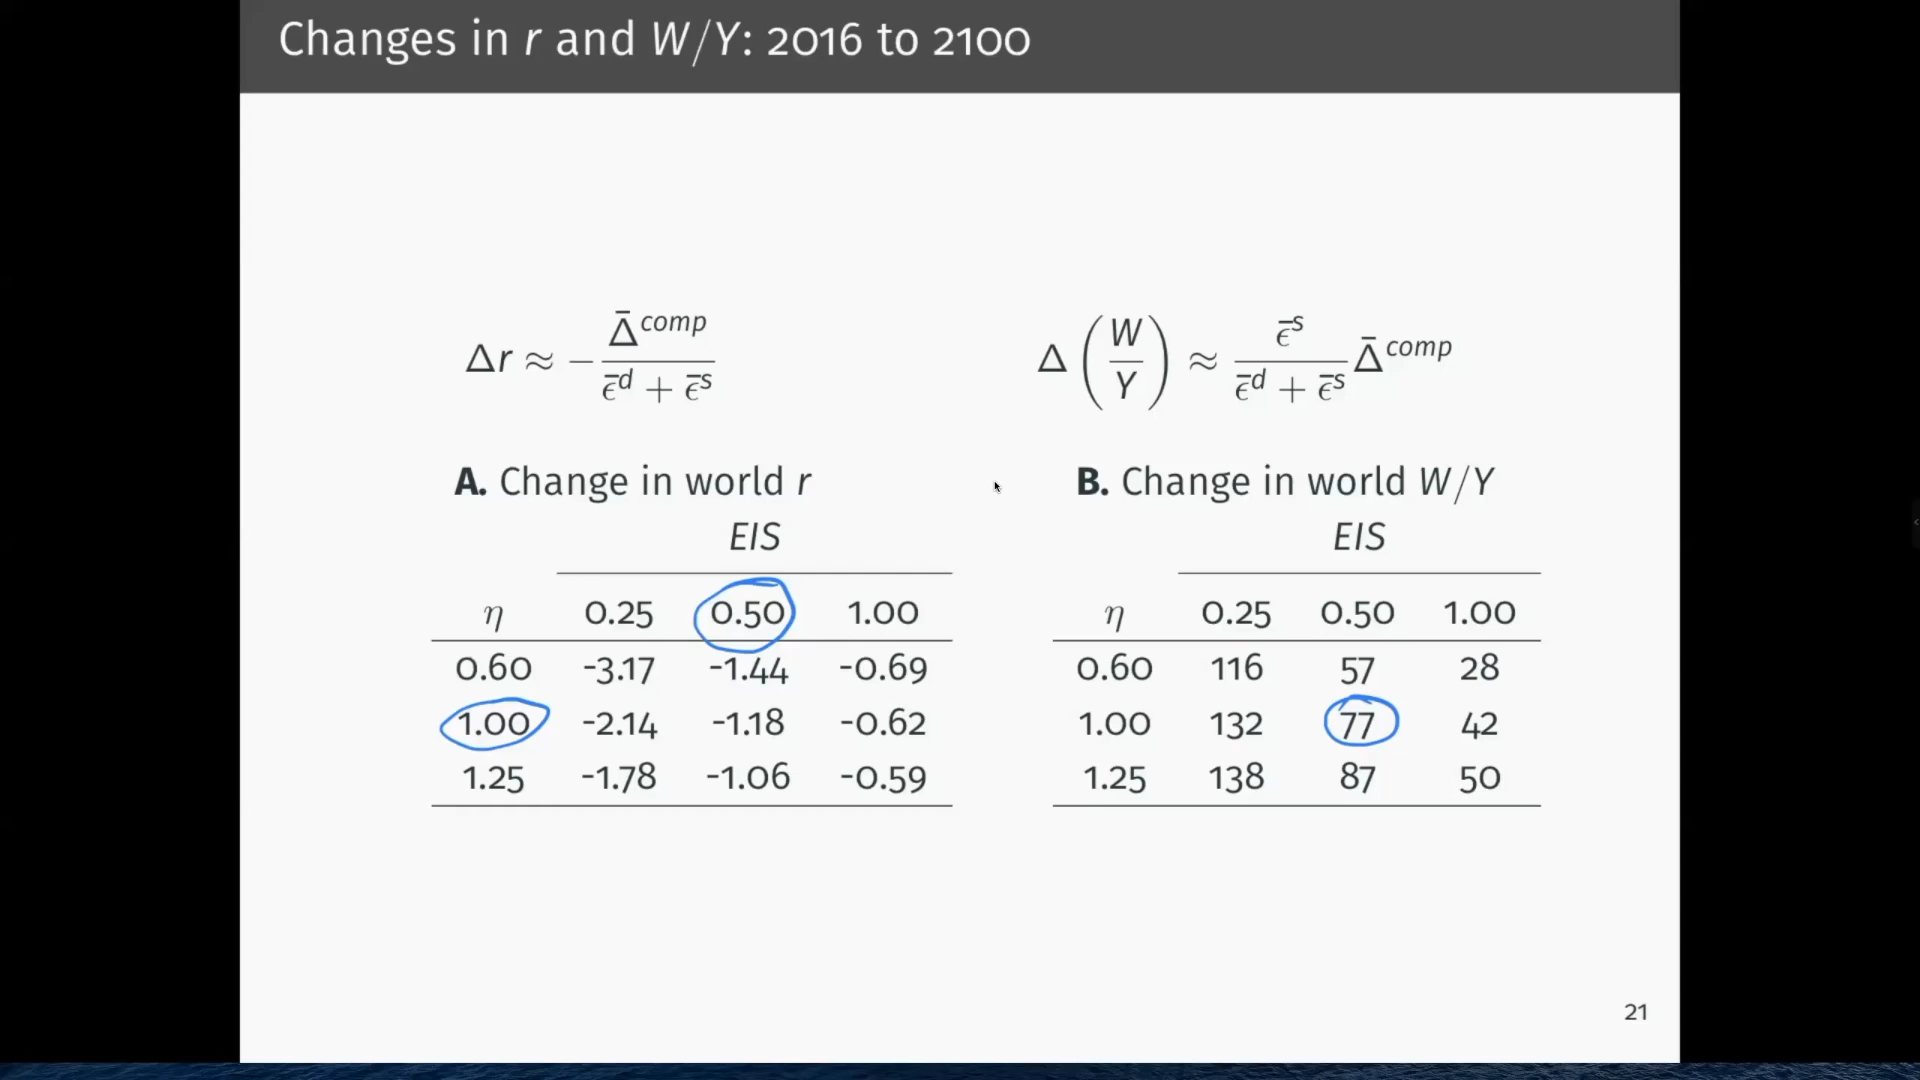 Changes in r and W/Y: 2016 to 2100
Δr ≈ − Δ̄^comp / (ε̄^d + ε̄^s)
Δ(W/Y) ≈ ε̄^s / (ε̄^d + ε̄^s) Δ̄^comp
A. Change in world r
EIS
η 0.25 0.50 1.00
0.60 -3.17 -1.44 -0.69
1.00 -2.14 -1.18 -0.62
1.25 -1.78 -1.06 -0.59
B. Change in world W/Y
EIS
η 0.25 0.50 1.00
0.60 116 57 28
1.00 132 77 42
1.25 138 87 50
21